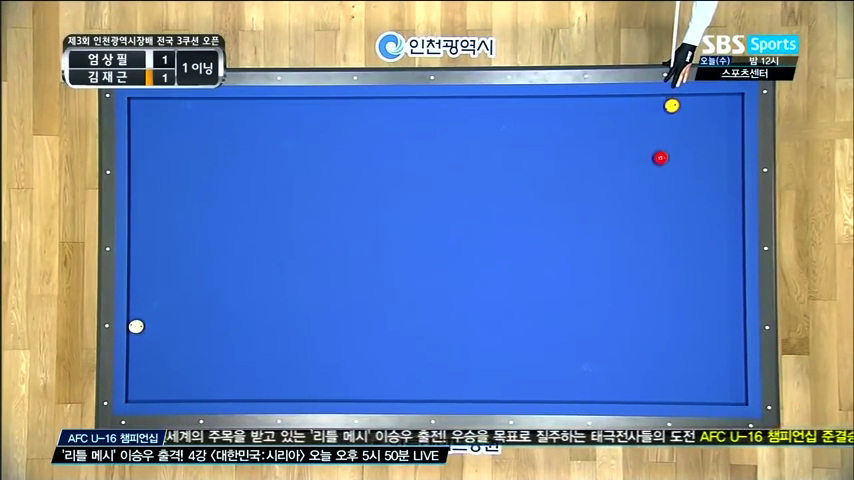 제3회 인천광역시장배 전국 3쿠션 오픈
엄상필 1
김재근 1
1 이닝
인천광역시
SBS Sports
오늘(수) 밤 12시
스포츠센터
AFC U-16 챔피언십
세계의 주목을 받고 있는 '리틀 메시' 이승우 출전! 우승을 목표로 질주하는 태극전사들의 도전 AFC U-16 챔피언십 준결승
'리틀 메시' 이승우 출격! 4강 <대한민국:시리아> 오늘 오후 5시 50분 LIVE